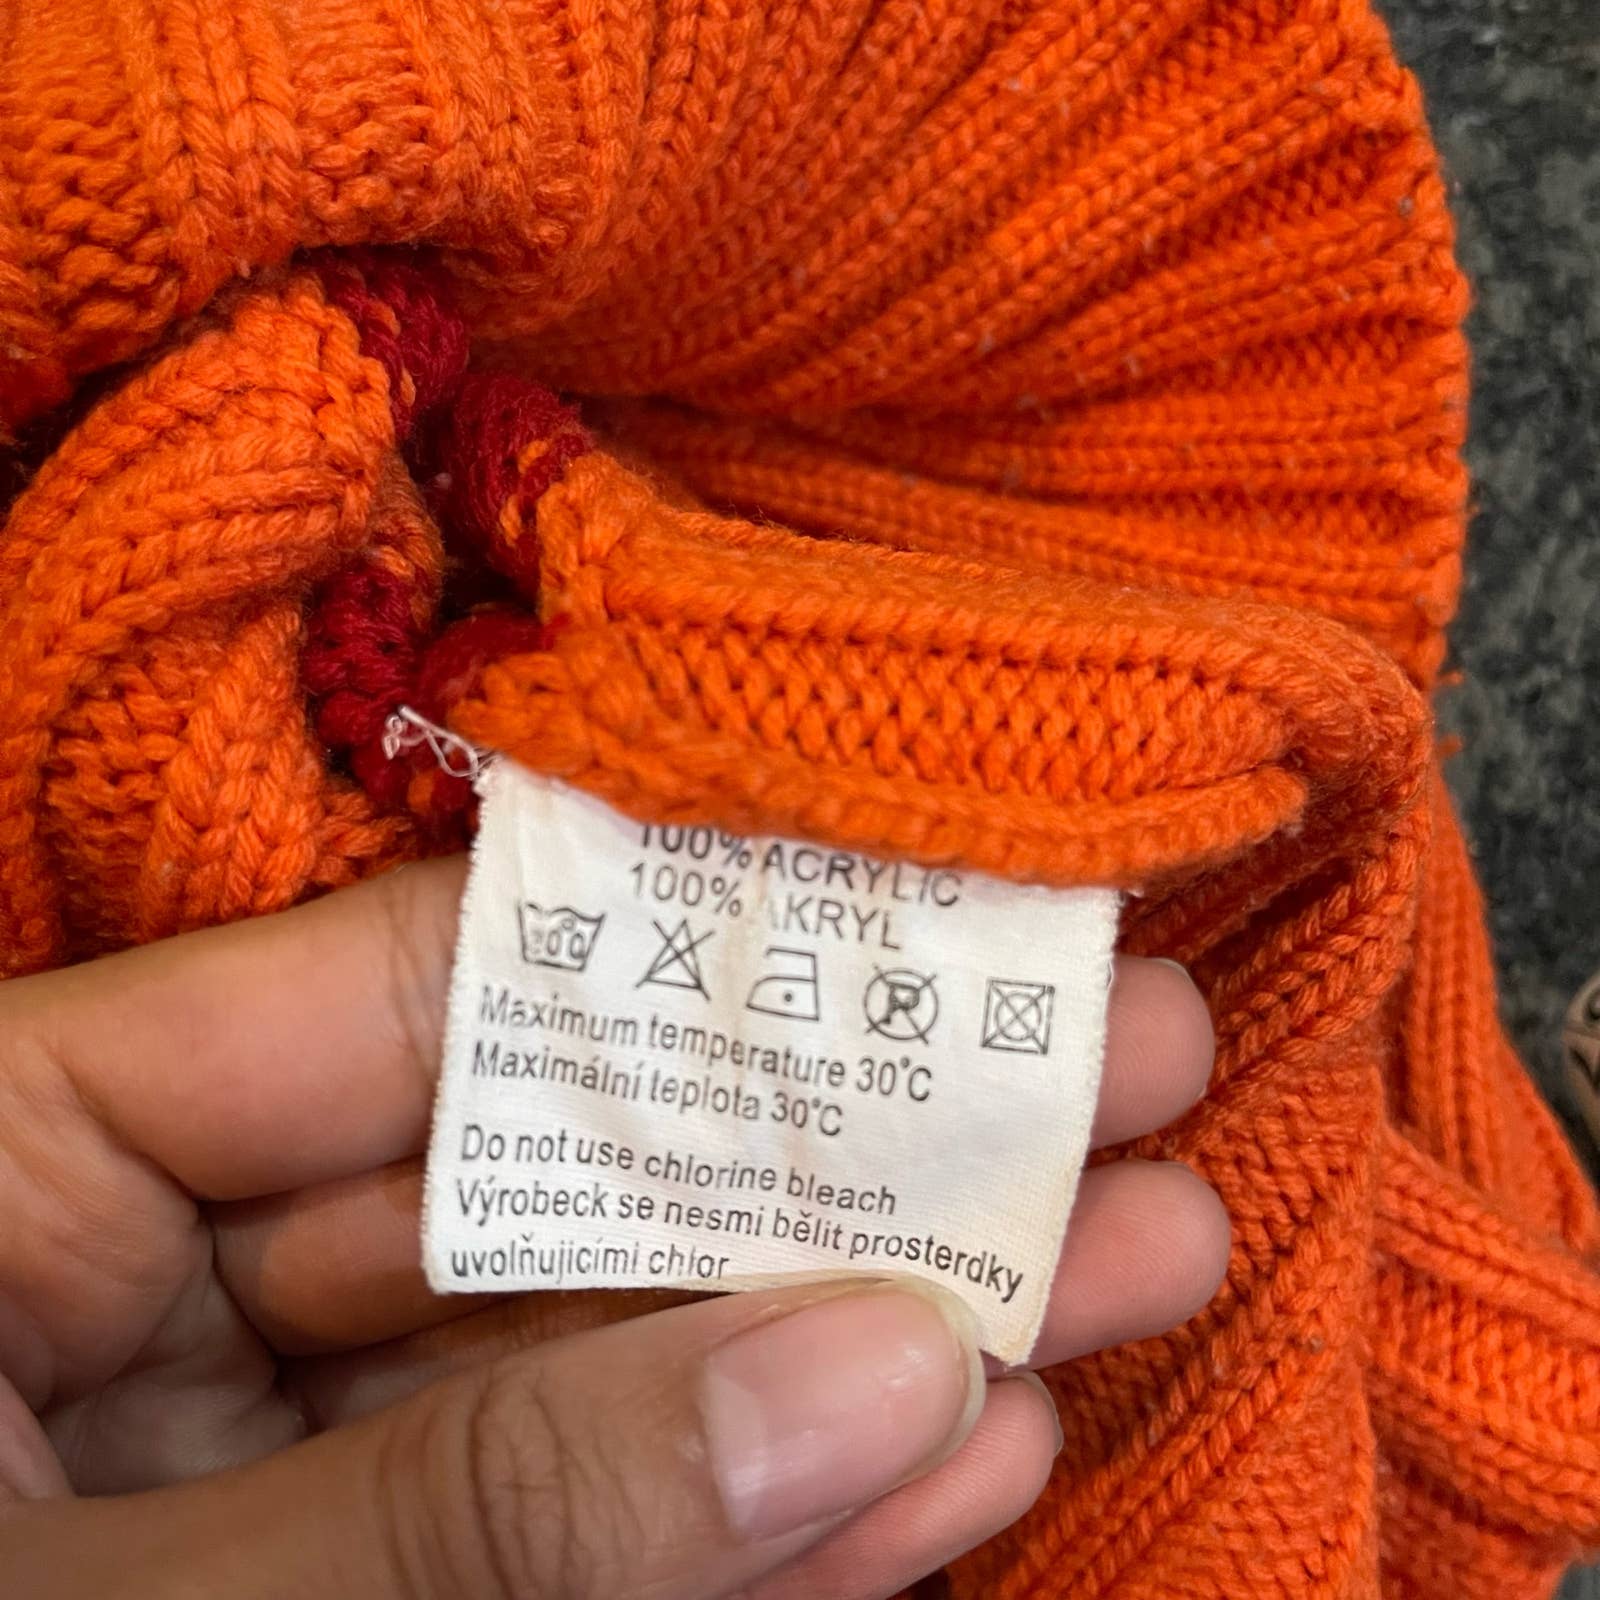 100% ACRYLIC
100% AKRYL
30° P
Maximum temperature 30°C
Maximální teplota 30°C
Do not use chlorine bleach
Výrobeck se nesmi bělit prosterdky
uvolňujicími chlor